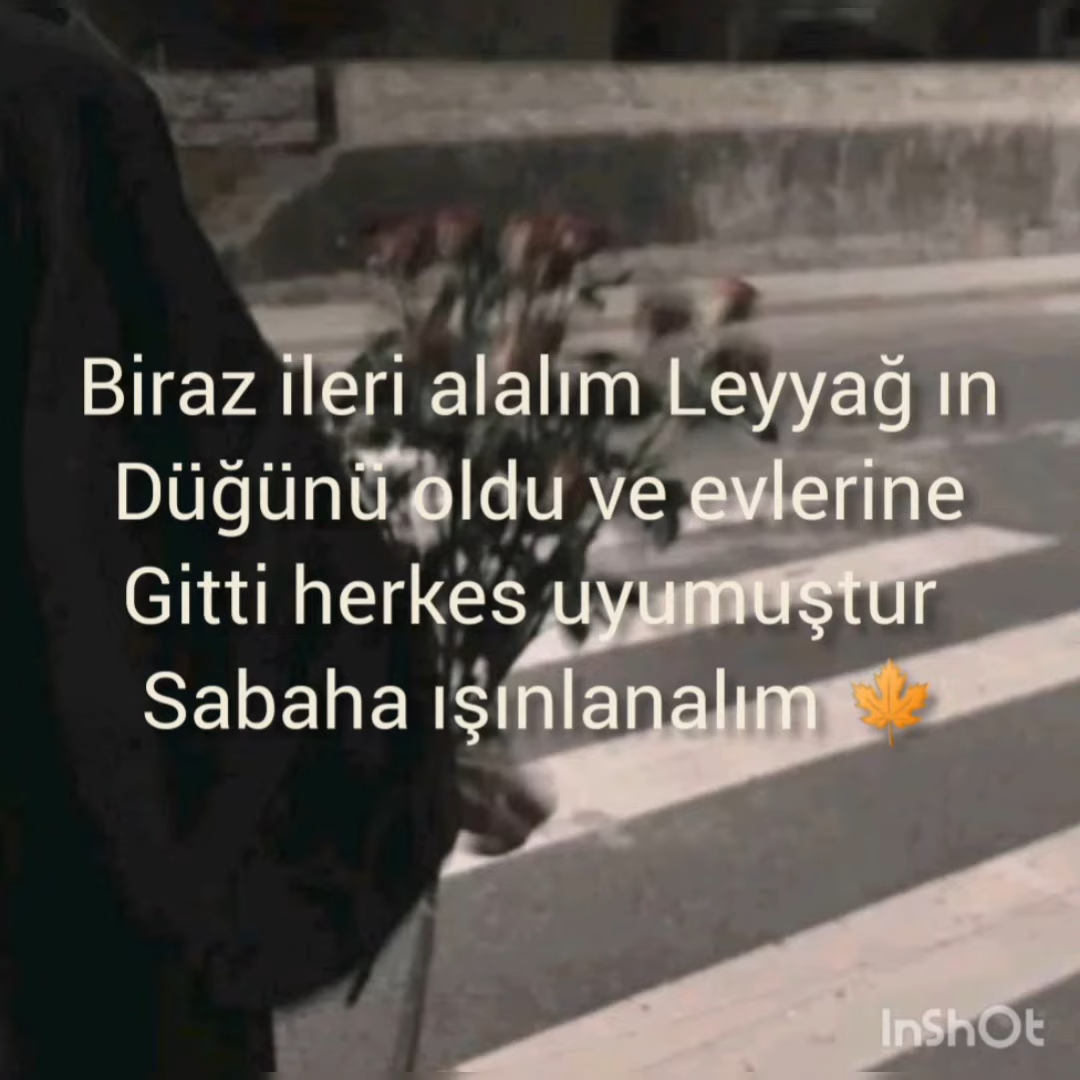 Biraz ileri alalım Leyyağ ın
Düğünü oldu ve evlerine
Gitti herkes uyumuştur
Sabaha ışınlanalım 🍁
InShOt